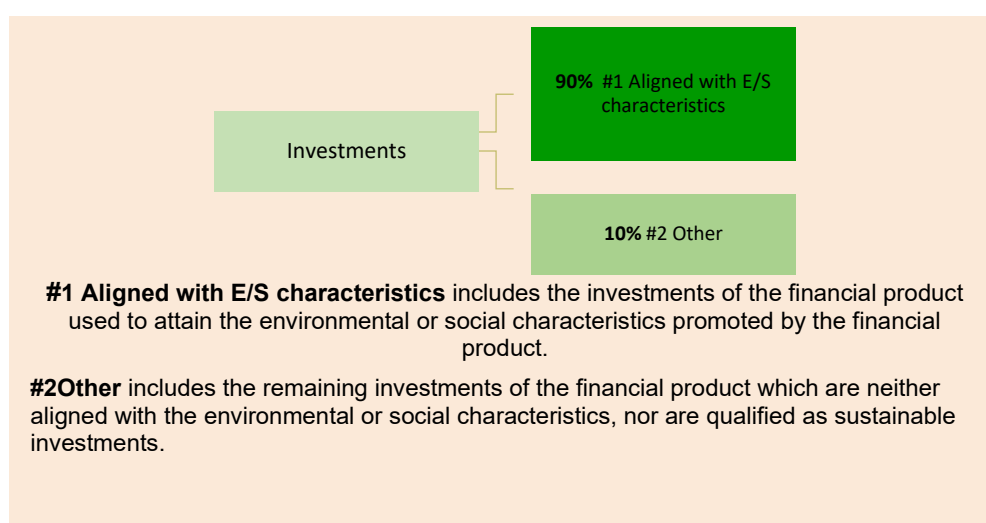 90% #1 Aligned with E/S
characteristics
Investments
10% #2 Other
#1 Aligned with E/S characteristics includes the investments of the financial product
used to attain the environmental or social characteristics promoted by the financial
product.
#2Other includes the remaining investments of the financial product which are neither
aligned with the environmental or social characteristics, nor are qualified as sustainable
investments.